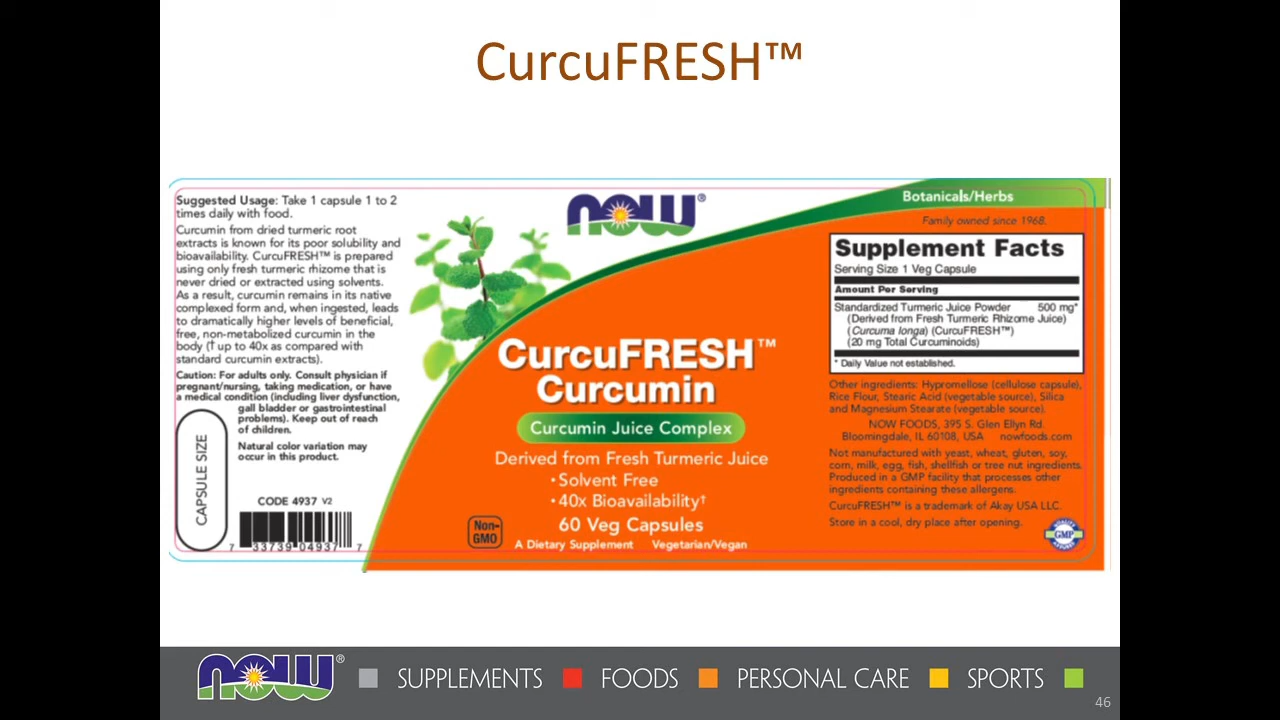 CurcuFRESH™
Suggested Usage: Take 1 capsule 1 to 2
times daily with food.
Curcumin from dried turmeric root
extracts is known for its poor solubility and
bioavailability. CurcuFRESH™ is prepared
using only fresh turmeric rhizome that is
never dried or extracted using solvents.
As a result, curcumin remains in its native
complexed form and, when ingested, leads
to dramatically higher levels of beneficial,
free, non-metabolized curcumin in the
body († up to 40x as compared with
standard curcumin extracts).
Caution: For adults only. Consult physician if
pregnant/nursing, taking medication, or have
a medical condition (including liver dysfunction,
gall bladder or gastrointestinal
problems). Keep out of reach
of children.
Natural color variation may
occur in this product.
CAPSULE SIZE
CODE 4937 V2
7 33739 04937 7
NOW®
CurcuFRESH™
Curcumin
Curcumin Juice Complex
Derived from Fresh Turmeric Juice
• Solvent Free
• 40x Bioavailability†
60 Veg Capsules
Non-
GMO
A Dietary Supplement Vegetarian/Vegan
Botanicals/Herbs
Family owned since 1968.
Supplement Facts
Serving Size 1 Veg Capsule
Amount Per Serving
Standardized Turmeric Juice Powder 500 mg*
(Derived from Fresh Turmeric Rhizome Juice)
(Curcuma longa) (CurcuFRESH™)
(20 mg Total Curcuminoids)
* Daily Value not established.
Other ingredients: Hypromellose (cellulose capsule),
Rice Flour, Stearic Acid (vegetable source), Silica
and Magnesium Stearate (vegetable source).
NOW FOODS, 395 S. Glen Ellyn Rd.
Bloomingdale, IL 60108, USA nowfoods.com
Not manufactured with yeast, wheat, gluten, soy,
corn, milk, egg, fish, shellfish or tree nut ingredients.
Produced in a GMP facility that processes other
ingredients containing these allergens.
CurcuFRESH™ is a trademark of Akay USA LLC.
Store in a cool, dry place after opening.
GMP
NOW® SUPPLEMENTS FOODS PERSONAL CARE SPORTS
46